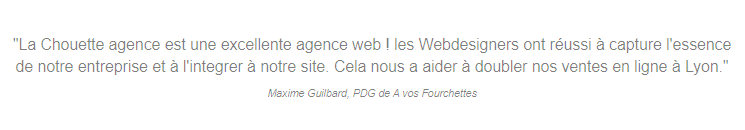 "La Chouette agence est une excellente agence web ! les Webdesigners ont réussi à capture l'essence
de notre entreprise et à l'integrer à notre site. Cela nous a aider à doubler nos ventes en ligne à Lyon."
Maxime Guilbard, PDG de A vos Fourchettes